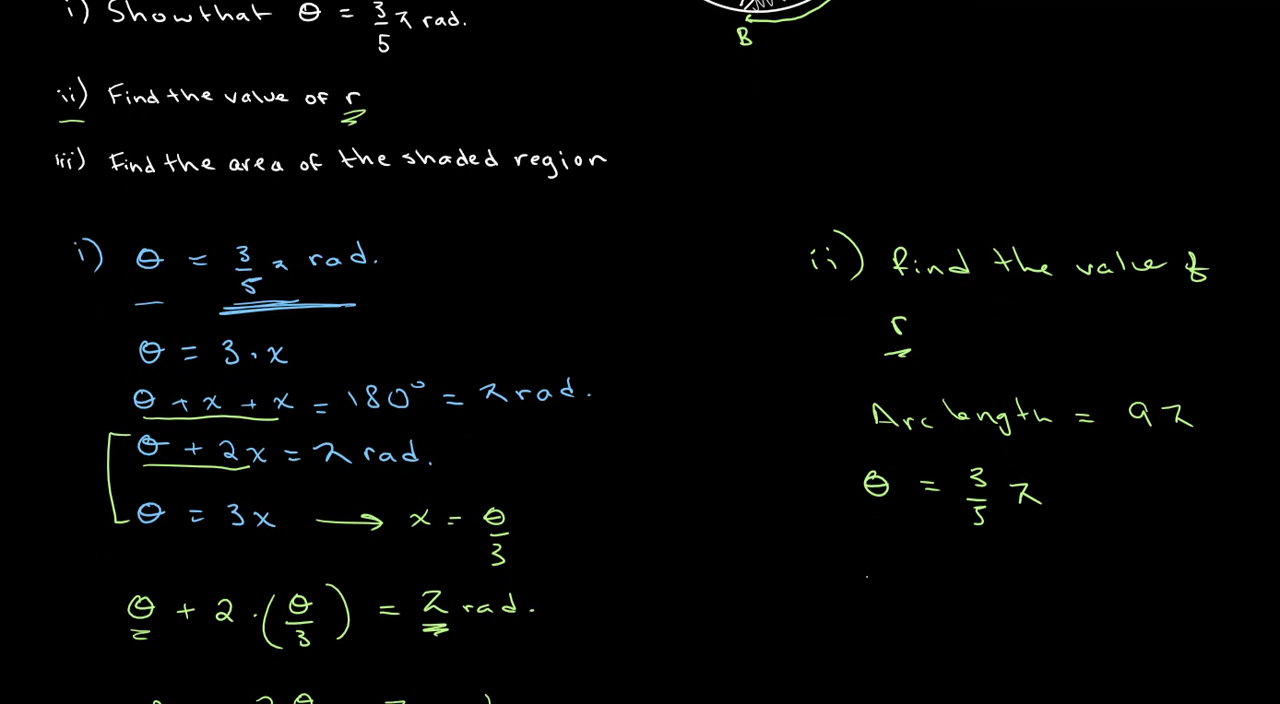 i) Show that θ = 3/5 π rad.
B
ii) Find the value of r
iii) Find the area of the shaded region
i) θ = 3/5 π rad.
θ = 3·x
θ + x + x = 180° = π rad.
θ + 2x = π rad.
θ = 3x → x = θ/3
θ + 2·(θ/3) = π rad.
ii) find the value of
r
Arc length = 9π
θ = 3/5 π